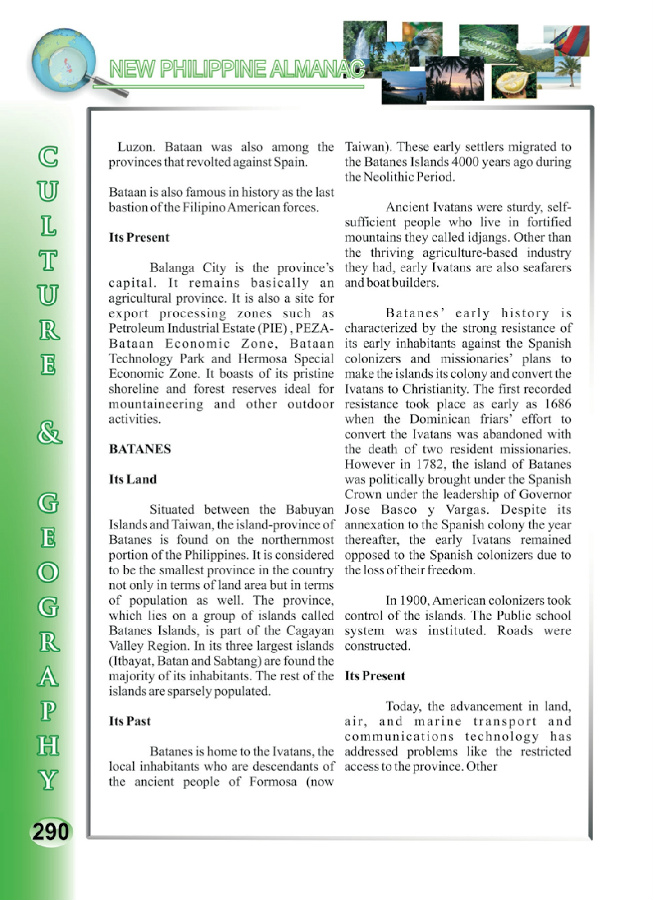 NEW PHILIPPINE ALMANAC
CULTURE & GEOGRAPHY
Luzon. Bataan was also among the
provinces that revolted against Spain.
Bataan is also famous in history as the last
bastion of the Filipino American forces.
Its Present
Balanga City is the province's
capital. It remains basically an
agricultural province. It is also a site for
export processing zones such as
Petroleum Industrial Estate (PIE) , PEZA-
Bataan Economic Zone, Bataan
Technology Park and Hermosa Special
Economic Zone. It boasts of its pristine
shoreline and forest reserves ideal for
mountaineering and other outdoor
activities.
BATANES
Its Land
Situated between the Babuyan
Islands and Taiwan, the island-province of
Batanes is found on the northernmost
portion of the Philippines. It is considered
to be the smallest province in the country
not only in terms of land area but in terms
of population as well. The province,
which lies on a group of islands called
Batanes Islands, is part of the Cagayan
Valley Region. In its three largest islands
(Itbayat, Batan and Sabtang) are found the
majority of its inhabitants. The rest of the
islands are sparsely populated.
Its Past
Batanes is home to the Ivatans, the
local inhabitants who are descendants of
the ancient people of Formosa (now
Taiwan). These early settlers migrated to
the Batanes Islands 4000 years ago during
the Neolithic Period.
Ancient Ivatans were sturdy, self-
sufficient people who live in fortified
mountains they called idjangs. Other than
the thriving agriculture-based industry
they had, early Ivatans are also seafarers
and boat builders.
Batanes' early history is
characterized by the strong resistance of
its early inhabitants against the Spanish
colonizers and missionaries' plans to
make the islands its colony and convert the
Ivatans to Christianity. The first recorded
resistance took place as early as 1686
when the Dominican friars' effort to
convert the Ivatans was abandoned with
the death of two resident missionaries.
However in 1782, the island of Batanes
was politically brought under the Spanish
Crown under the leadership of Governor
Jose Basco y Vargas. Despite its
annexation to the Spanish colony the year
thereafter, the early Ivatans remained
opposed to the Spanish colonizers due to
the loss of their freedom.
In 1900, American colonizers took
control of the islands. The Public school
system was instituted. Roads were
constructed.
Its Present
Today, the advancement in land,
air, and marine transport and
communications technology has
addressed problems like the restricted
access to the province. Other
290